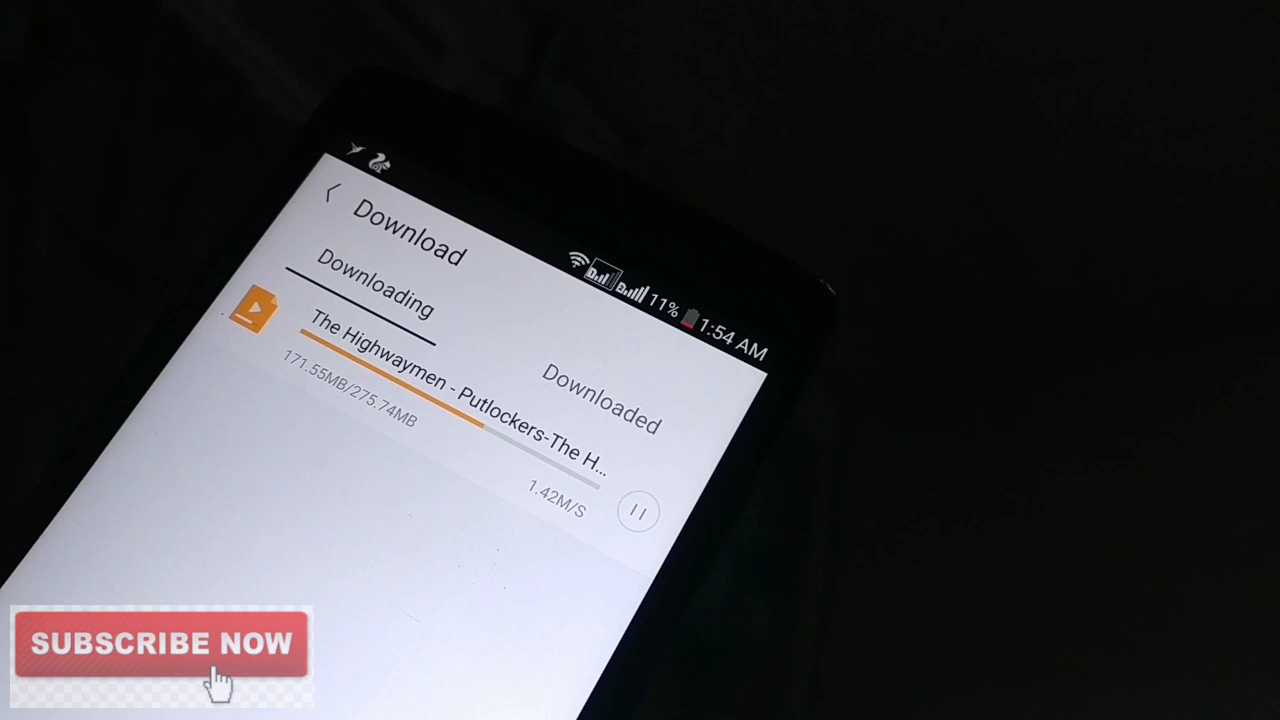 11% 1:54 AM
Download
Downloading
Downloaded
The Highwaymen - Putlockers-The H...
171.55MB/275.74MB
1.42M/S
SUBSCRIBE NOW